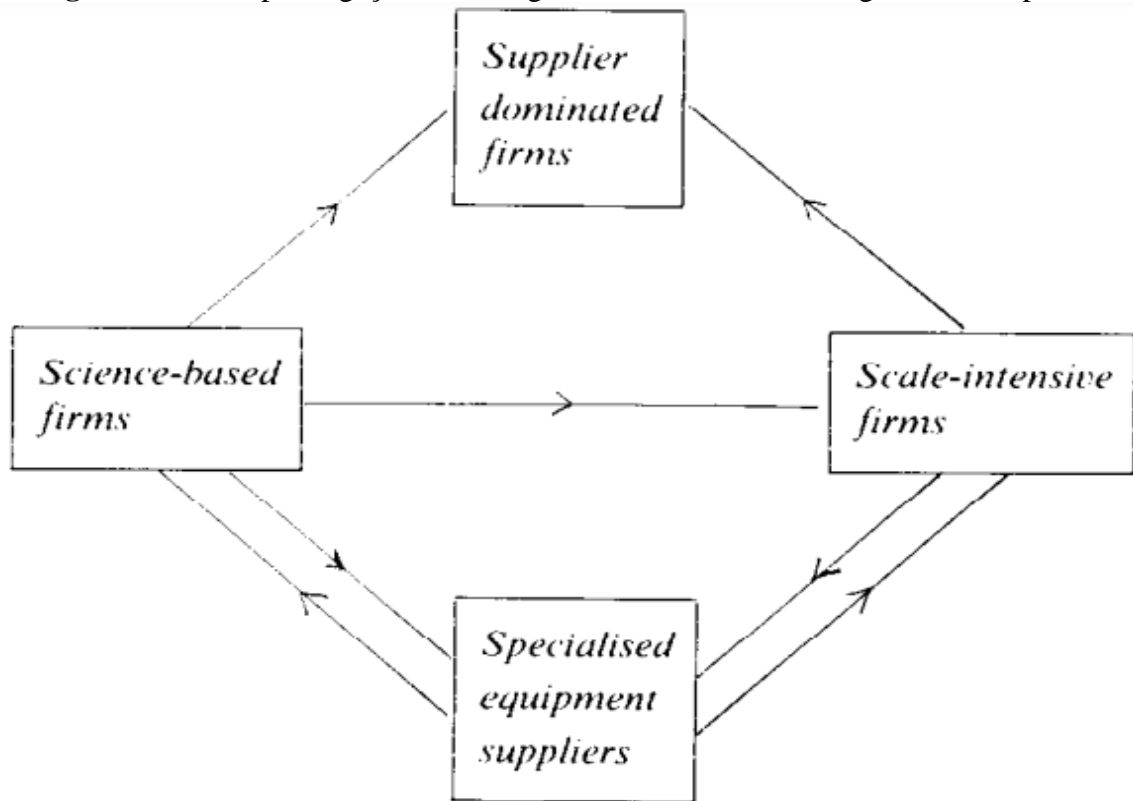 Supplier
dominated
firms
Science-based
firms
Scale-intensive
firms
Specialised
equipment
suppliers